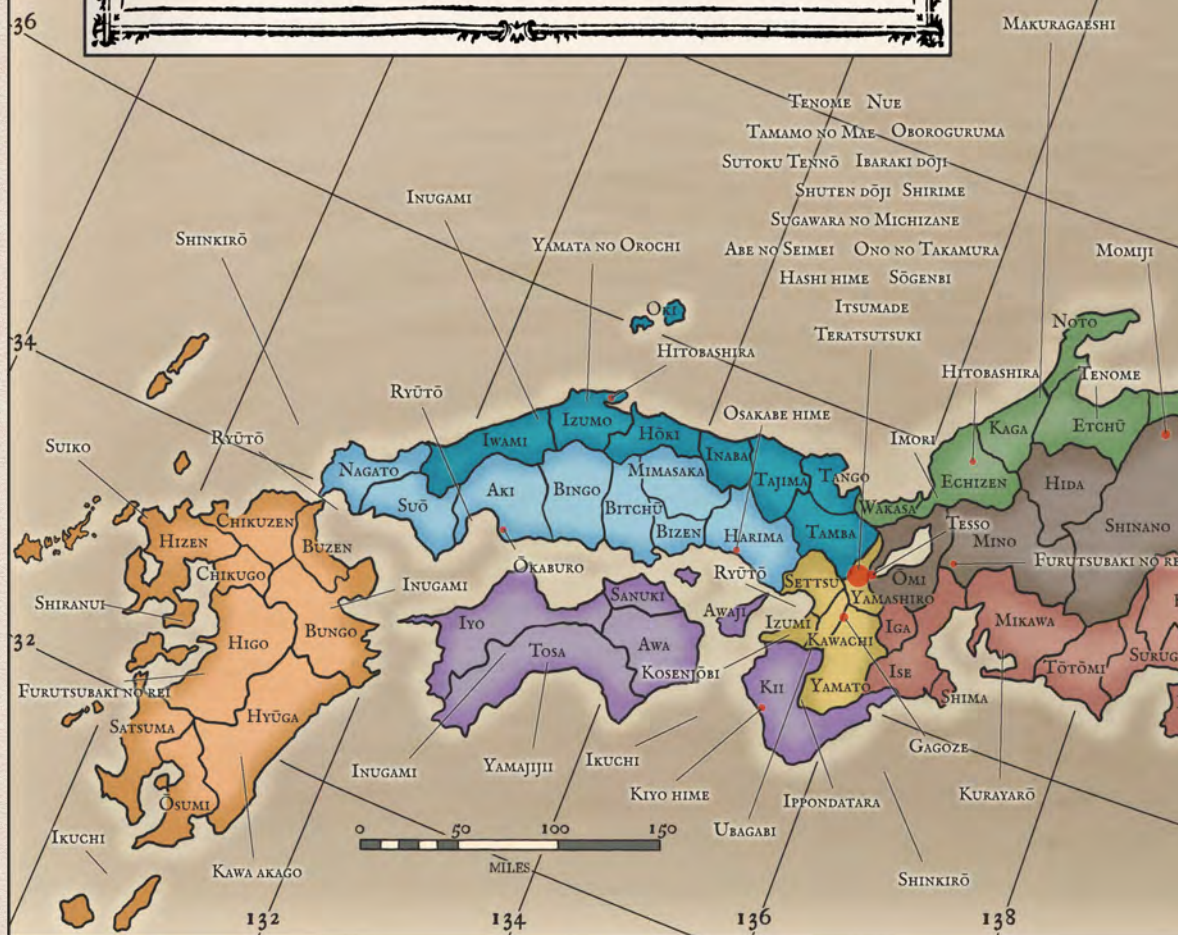 36
Makuragaeshi
Tenome Nue
Tamamo no Mae Oboroguruma
Sutoku Tennō Ibaraki dōji
Shuten dōji Shirime
Sugawara no Michizane
Abe no Seimei Ono no Takamura
Hashi hime Sōgenbi
Itsumade
Teratsutsuki
Inugami
Shinkirō
Yamata no Orochi
Momiji
Oki
Noto
34
Hitobashira
Hitobashira
Tenome
Ryūtō
Osakabe hime
Izumo
Kaga
Etchū
Suiko
Ryūtō
Iwami
Hōki
Imori
Inaba
Nagato
Mimasaka
Tajima
Tango
Echizen
Hida
Aki
Bingo
Suō
Bitchū
Wakasa
Chikuzen
Bizen
Harima
Tamba
Tesso
Shinano
Hizen
Buzen
Mino
Furutsubaki no rei
Chikugo
Ōkaburo
Ryūtō
Settsu
Ōmi
Inugami
Sanuki
Yamashiro
Shiranui
Awaji
Izumi
Iga
Mikawa
Iyo
Higo
Bungo
Kawachi
32
Tosa
Awa
Kosenjōbi
Ise
Tōtōmi
Surug
Furutsubaki no rei
Kii
Yamato
Shima
Satsuma
Hyūga
Gagoze
Inugami
Yamajijii
Ikuchi
Kiyo hime
Ippondatara
Kurayarō
Ōsumi
Ubagabi
0 50 100 150
Miles
Ikuchi
Kawa akago
Shinkirō
132 134 136 138